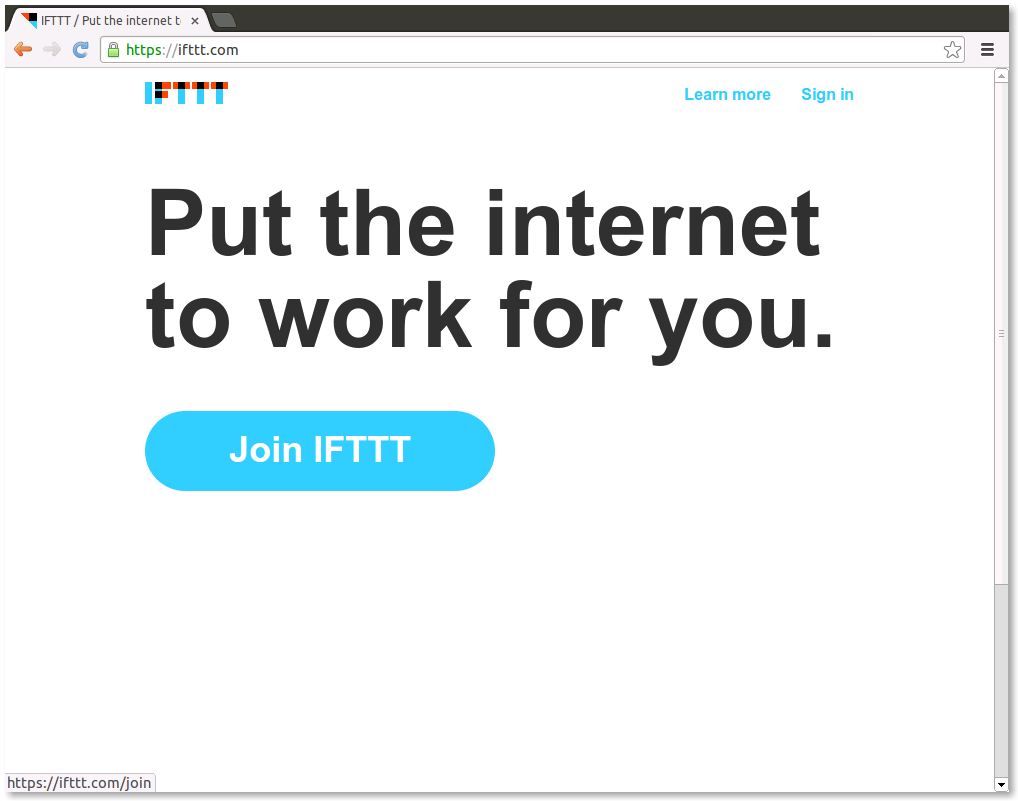 IFTTT / Put the internet to
https://ifttt.com
IFTTT
Learn more
Sign in
Put the internet
to work for you.
Join IFTTT
https://ifttt.com/join